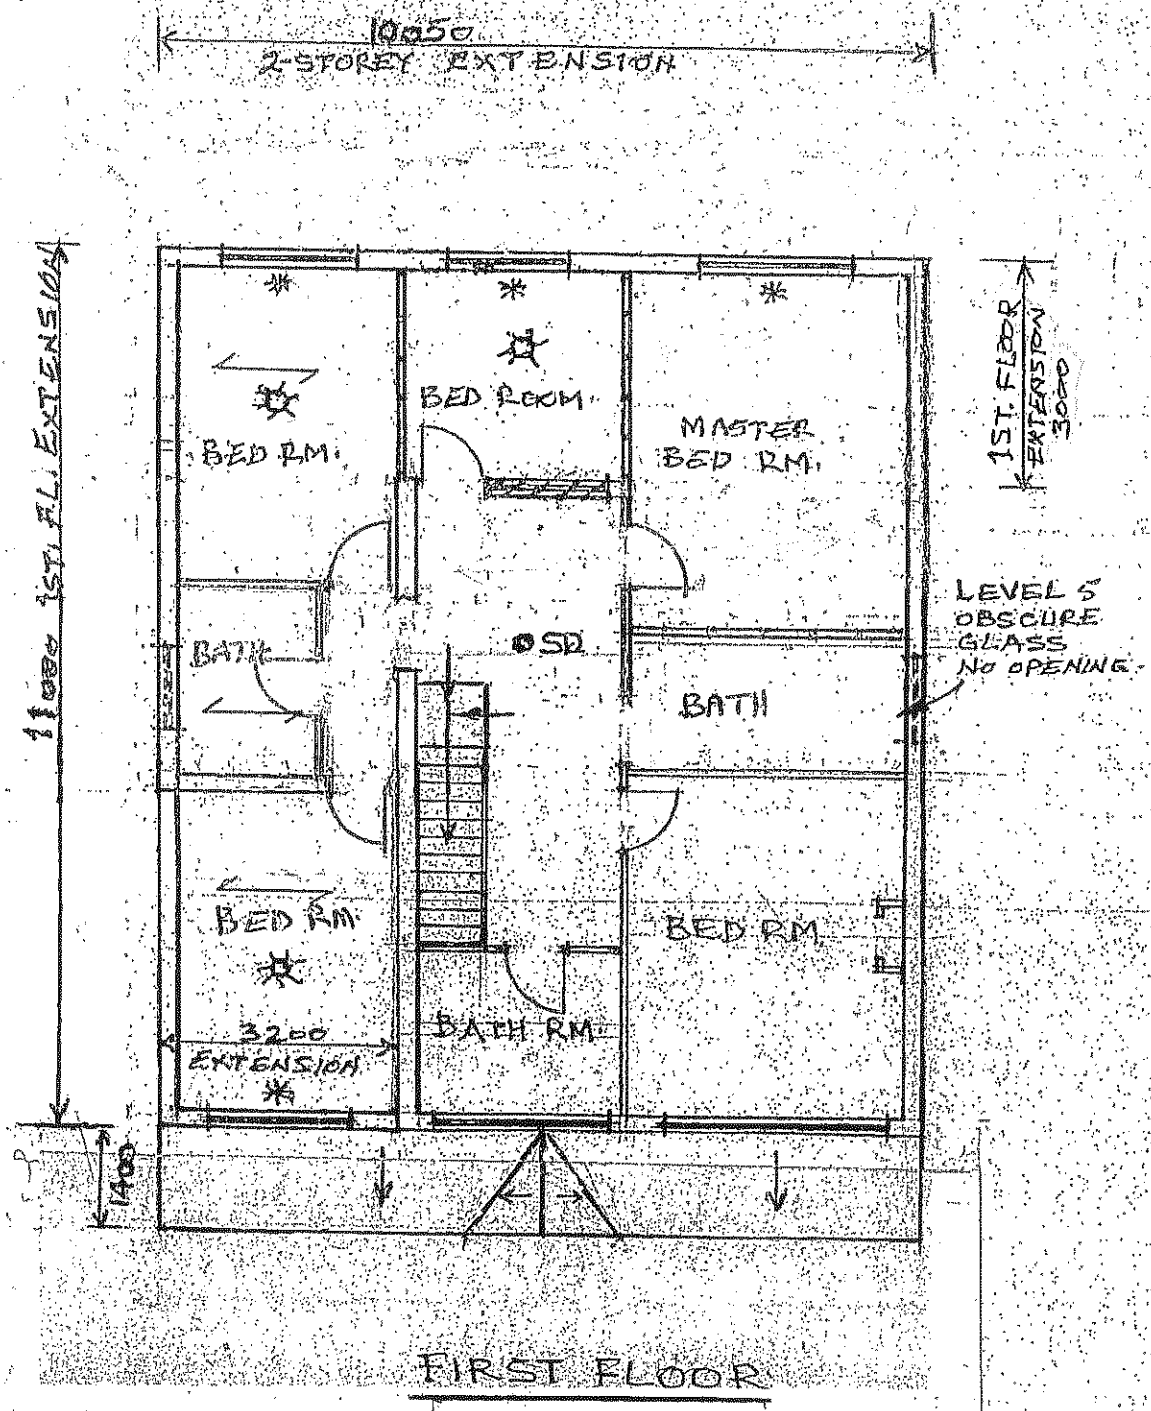 10050
2-STOREY EXTENSION
11000 1ST. FL. EXTENSION
1ST. FLOOR
EXTENSION
3000
BED RM.
BED ROOM.
MASTER
BED RM.
LEVEL 5
OBSCURE
GLASS
NO OPENING.
BATH
SD
BATH
BED RM.
BED RM.
BATH RM.
3200
EXTENSION
1400
FIRST FLOOR